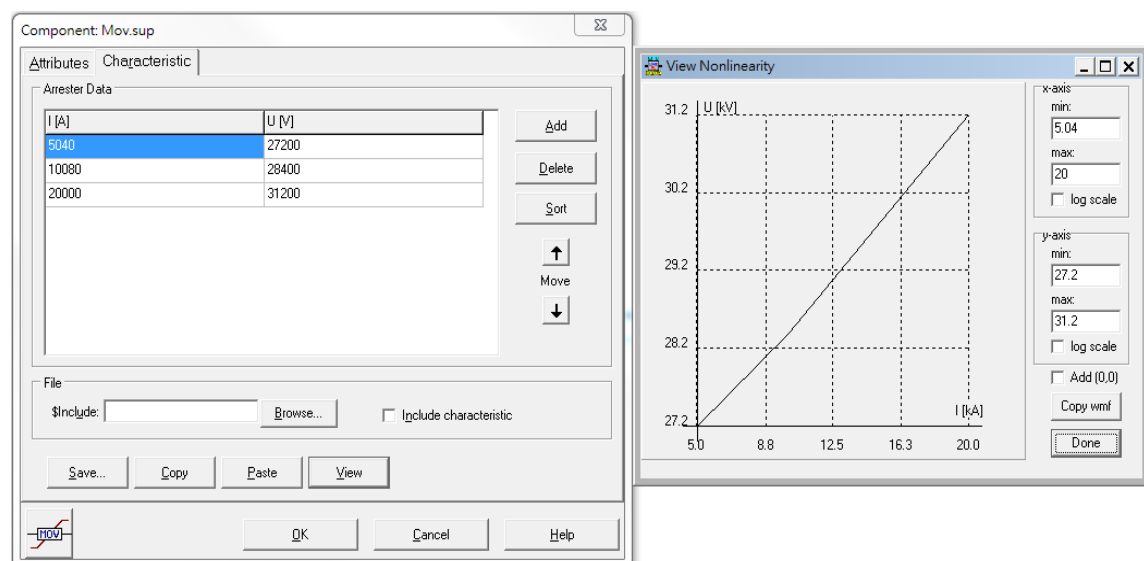 Component: Mov.sup
Attributes
Characteristic
Arrester Data
I [A] U [V]
5040 27200
10080 28400
20000 31200
Add
Delete
Sort
Move
File
$Include:
Browse...
Include characteristic
Save...
Copy
Paste
View
MOV
OK
Cancel
Help
View Nonlinearity
31.2 U [kV]
30.2
29.2
28.2
27.2
I [kA]
5.0 8.8 12.5 16.3 20.0
x-axis
min:
5.04
max:
20
log scale
y-axis
min:
27.2
max:
31.2
log scale
Add (0,0)
Copy wmf
Done